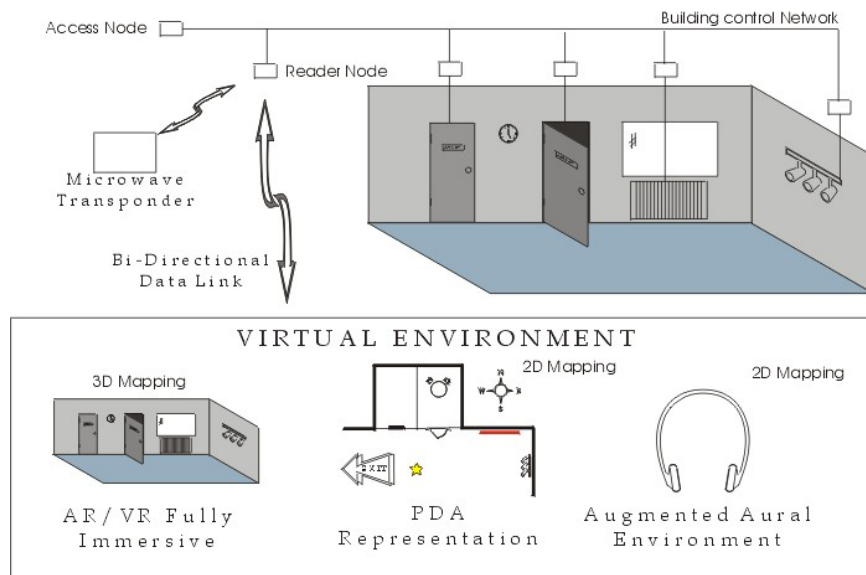 Building control Network
Access Node
Reader Node
Microwave
Transponder
Bi-Directional
Data Link
VIRTUAL ENVIRONMENT
3D Mapping
2D Mapping
2D Mapping
N
W
S
EXIT
AR/VR Fully
Immersive
PDA
Representation
Augmented Aural
Environment